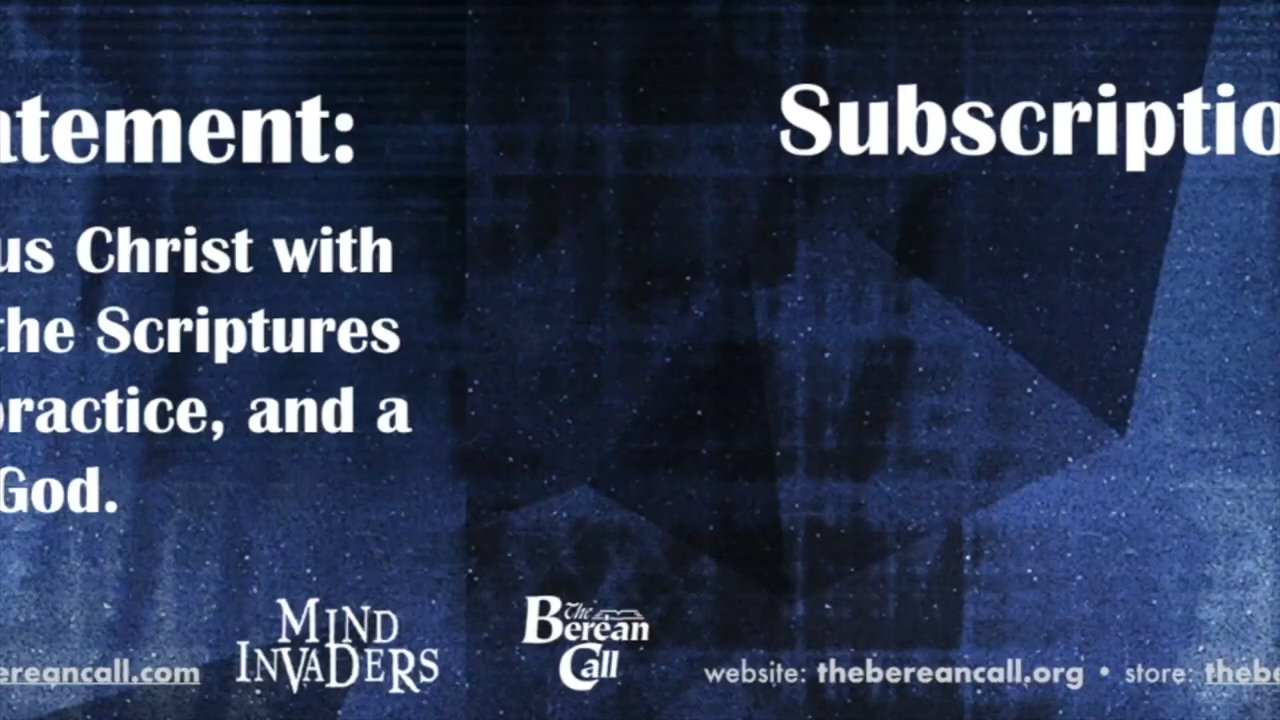 atement:
us Christ with
the Scriptures
practice, and a
God.
Subscriptio
ereancall.com
MIND
INVADERS
The
Berean
Call
website: thebereancall.org • store: thebe